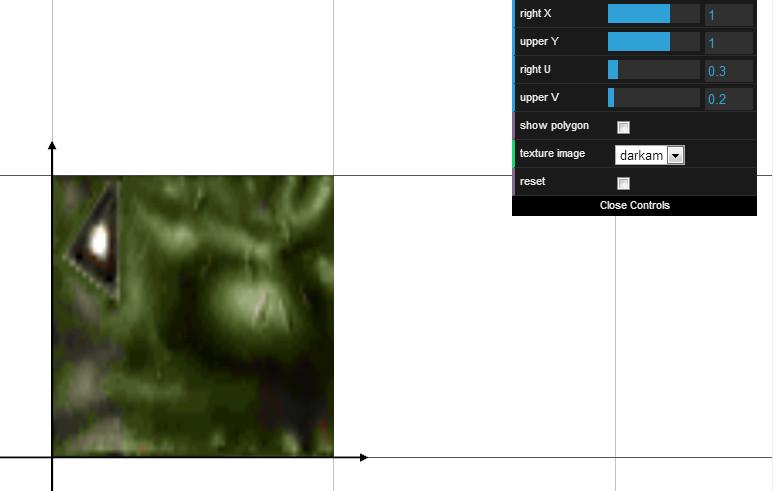 right X 1
upper Y 1
right U 0.3
upper V 0.2
show polygon
texture image darkam
reset
Close Controls